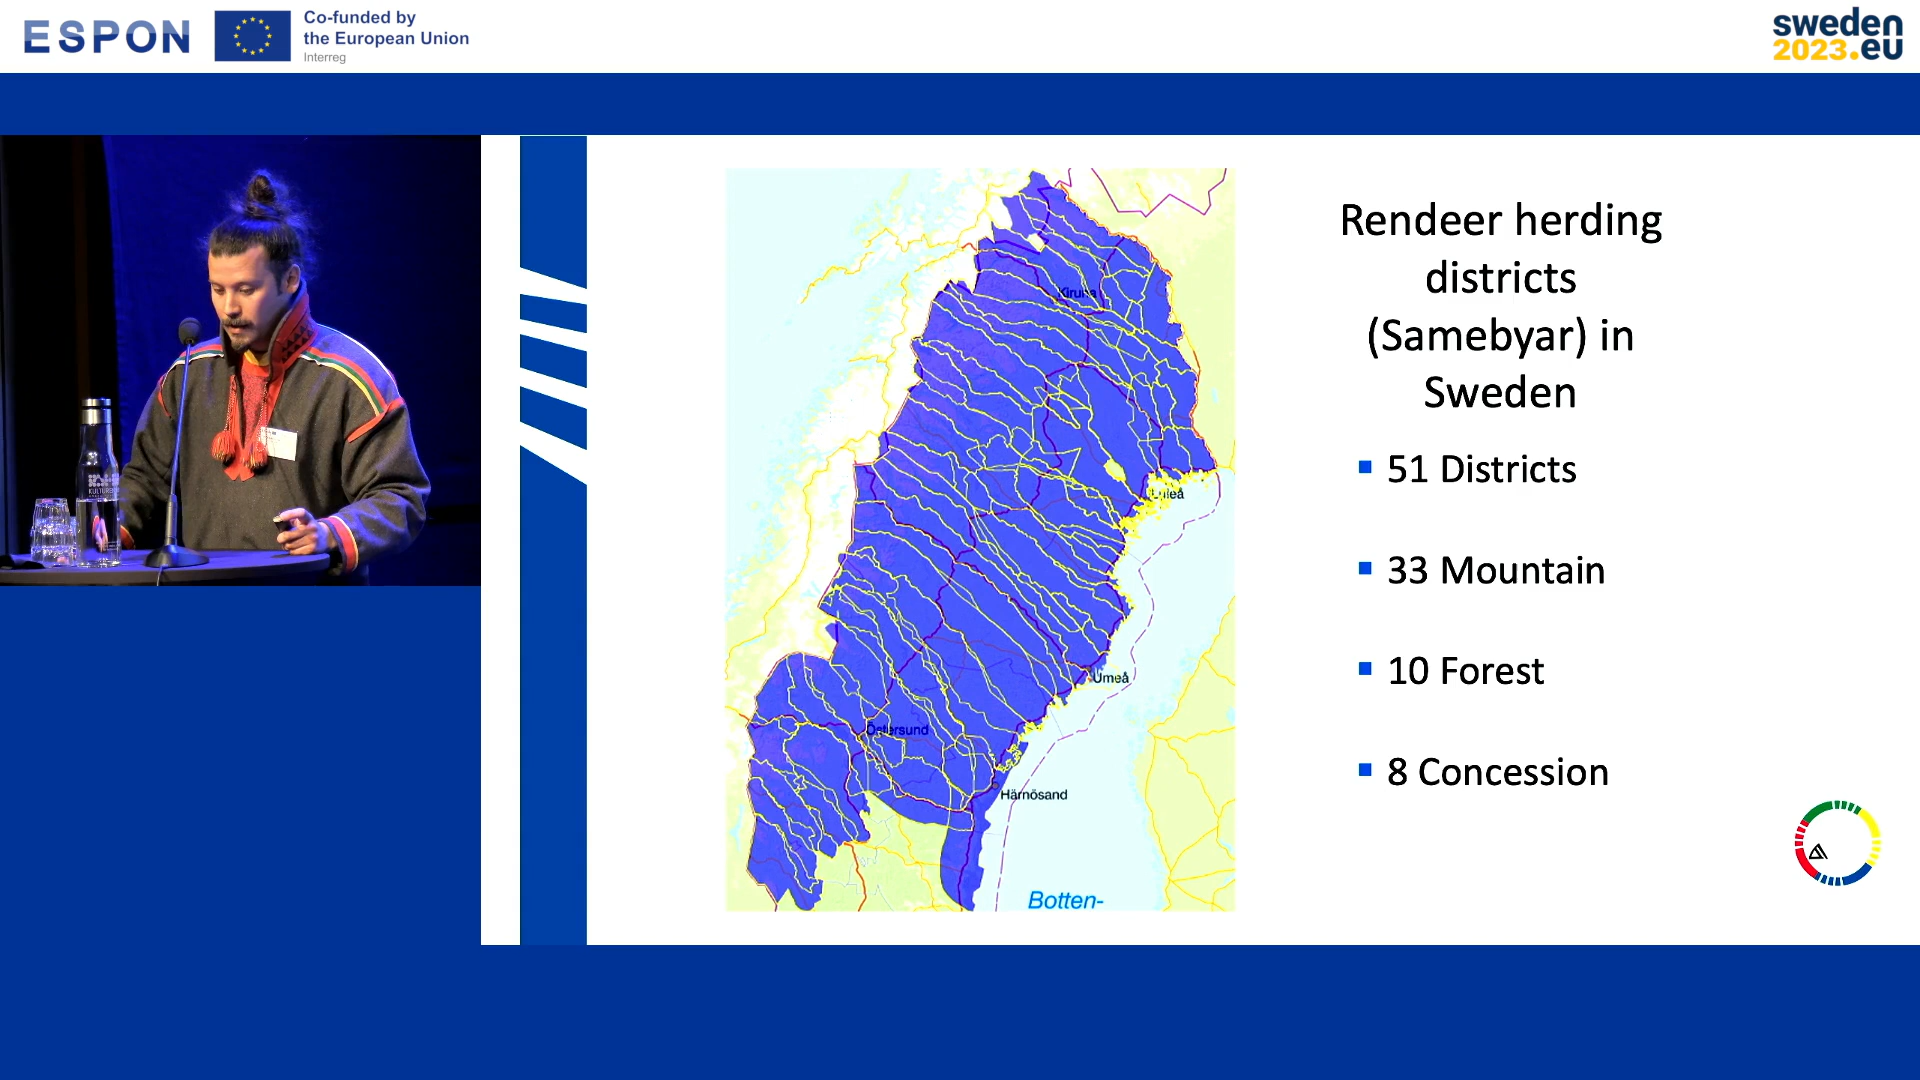 ESPON
Co-funded by
the European Union
Interreg
sweden
2023.eu
Rendeer herding
districts
(Samebyar) in
Sweden
51 Districts
33 Mountain
10 Forest
8 Concession
Kiruna
Luleå
Umeå
Östersund
Härnösand
Botten-